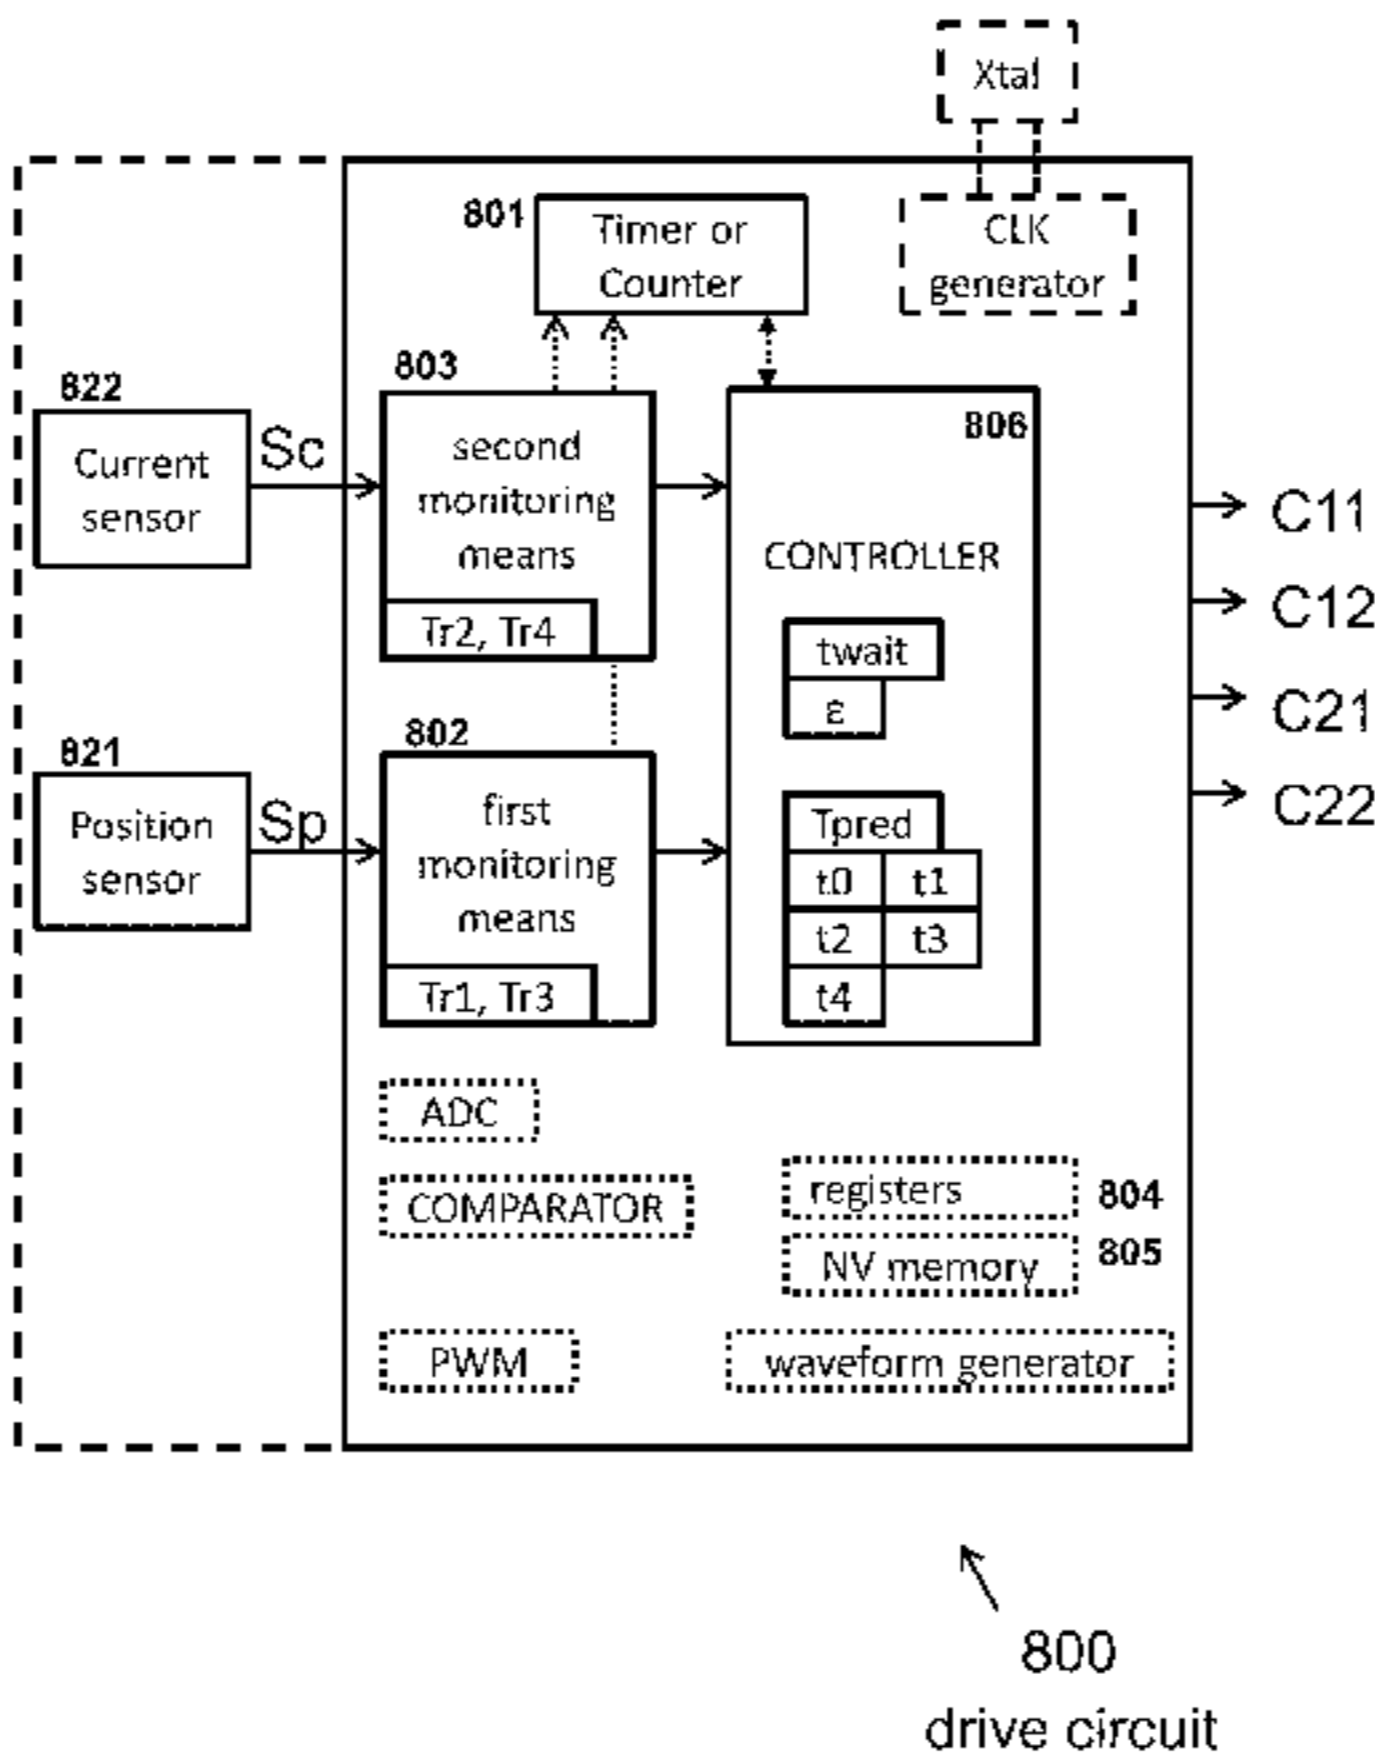 Xtal
801
Timer or
Counter
CLK
generator
803
822
806
Current
sensor
Sc
second
monitoring
means
Tr2, Tr4
CONTROLLER
C11
C12
C21
C22
twait
ε
802
821
Position
sensor
Sp
first
monitoring
means
Tr1, Tr3
Tpred
t0 t1
t2 t3
t4
ADC
COMPARATOR
registers 804
NV memory 805
PWM
waveform generator
800
drive circuit